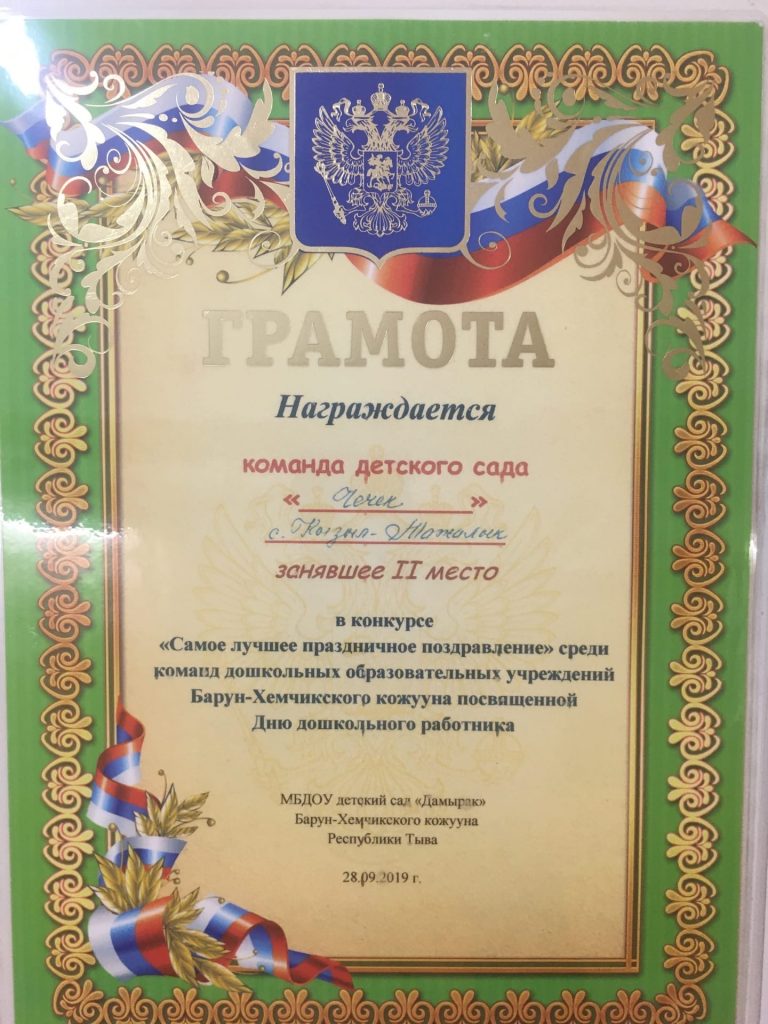 ГРАМОТА
Награждается
команда детского сада
« Чечек »
с. Кызыл-Мажалык
занявшее II место
в конкурсе
«Самое лучшее праздничное поздравление» среди
команд дошкольных образовательных учреждений
Барун-Хемчикского кожууна посвященной
Дню дошкольного работника
МБДОУ детский сад «Дамырак»
Барун-Хемчикского кожууна
Республики Тыва
28.09.2019 г.